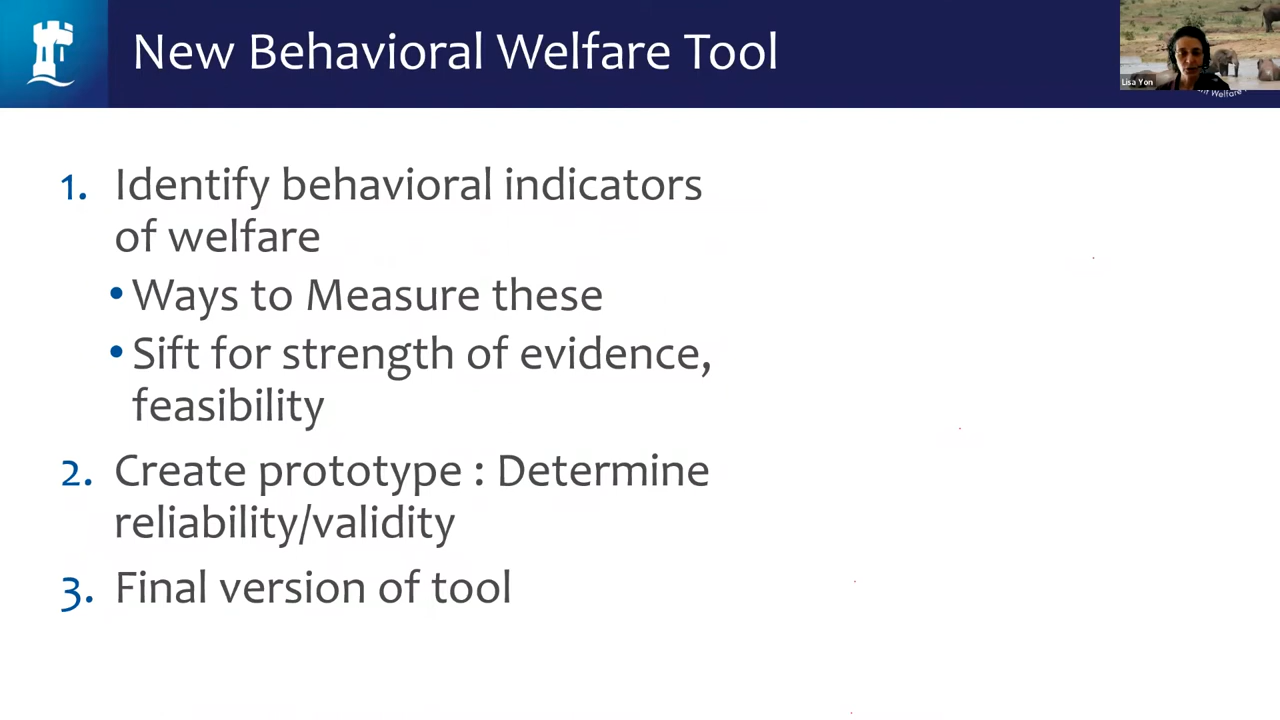 New Behavioral Welfare Tool
Lisa Yon
Welfare
1. Identify behavioral indicators
of welfare
• Ways to Measure these
• Sift for strength of evidence,
feasibility
2. Create prototype : Determine
reliability/validity
3. Final version of tool